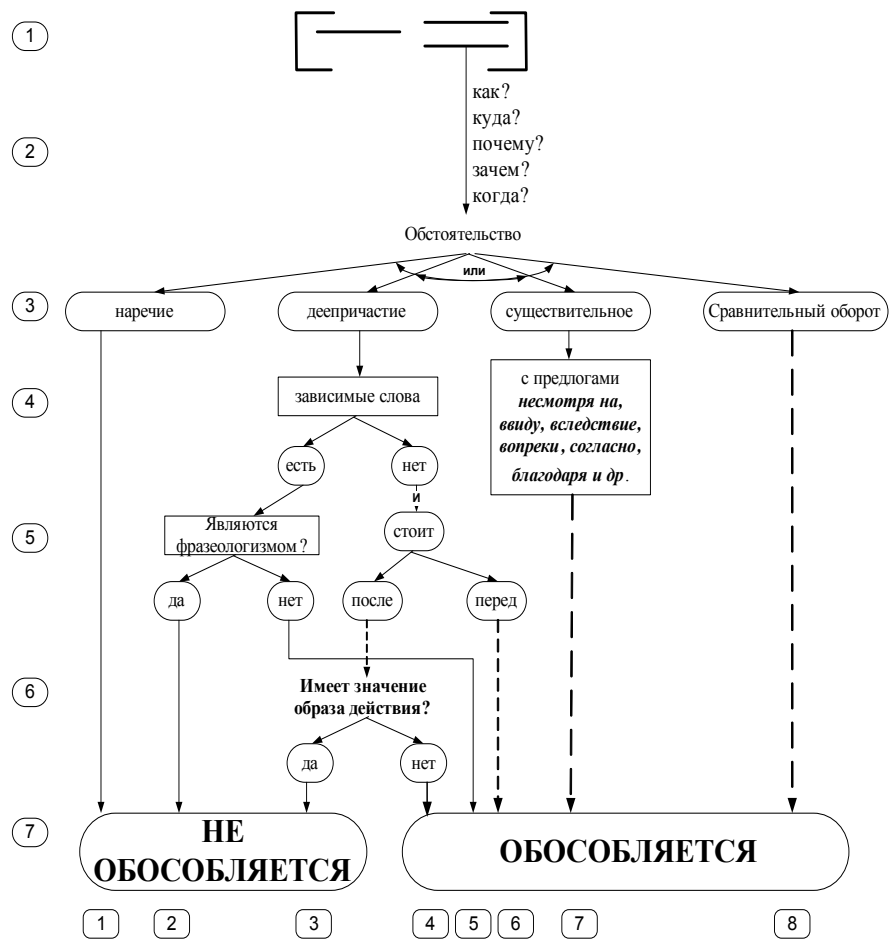 1
как?
куда?
почему?
зачем?
когда?
2
Обстоятельство
или
3
наречие
деепричастие
существительное
Сравнительный оборот
4
зависимые слова
с предлогами
несмотря на,
ввиду, вследствие,
вопреки, согласно,
благодаря и др.
есть
нет
и
5
Являются
фразеологизмом?
стоит
да
нет
после
перед
6
Имеет значение
образа действия?
да
нет
7
НЕ
ОБОСОБЛЯЕТСЯ
ОБОСОБЛЯЕТСЯ
1
2
3
4
5
6
7
8